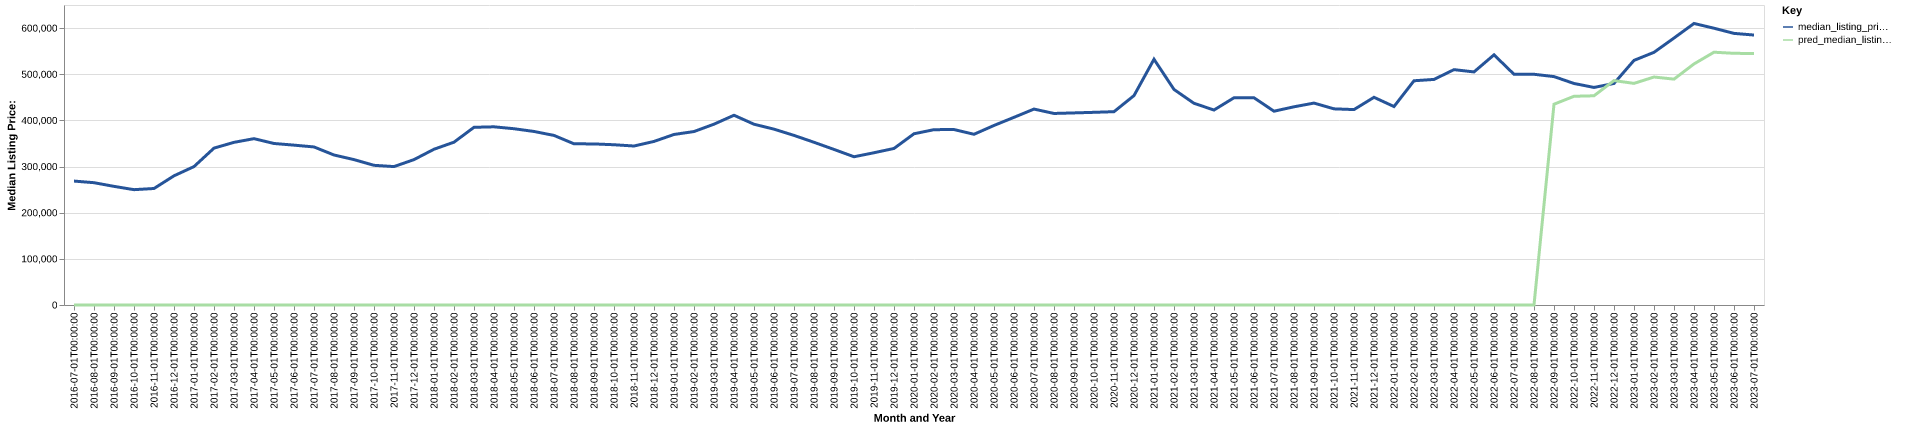 Key
median_listing_pri…
pred_median_listin…
Median Listing Price:
600,000
500,000
400,000
300,000
200,000
100,000
0
2016-07-01T00:00:00
2016-08-01T00:00:00
2016-09-01T00:00:00
2016-10-01T00:00:00
2016-11-01T00:00:00
2016-12-01T00:00:00
2017-01-01T00:00:00
2017-02-01T00:00:00
2017-03-01T00:00:00
2017-04-01T00:00:00
2017-05-01T00:00:00
2017-06-01T00:00:00
2017-07-01T00:00:00
2017-08-01T00:00:00
2017-09-01T00:00:00
2017-10-01T00:00:00
2017-11-01T00:00:00
2017-12-01T00:00:00
2018-01-01T00:00:00
2018-02-01T00:00:00
2018-03-01T00:00:00
2018-04-01T00:00:00
2018-05-01T00:00:00
2018-06-01T00:00:00
2018-07-01T00:00:00
2018-08-01T00:00:00
2018-09-01T00:00:00
2018-10-01T00:00:00
2018-11-01T00:00:00
2018-12-01T00:00:00
2019-01-01T00:00:00
2019-02-01T00:00:00
2019-03-01T00:00:00
2019-04-01T00:00:00
2019-05-01T00:00:00
2019-06-01T00:00:00
2019-07-01T00:00:00
2019-08-01T00:00:00
2019-09-01T00:00:00
2019-10-01T00:00:00
2019-11-01T00:00:00
2019-12-01T00:00:00
2020-01-01T00:00:00
2020-02-01T00:00:00
2020-03-01T00:00:00
2020-04-01T00:00:00
2020-05-01T00:00:00
2020-06-01T00:00:00
2020-07-01T00:00:00
2020-08-01T00:00:00
2020-09-01T00:00:00
2020-10-01T00:00:00
2020-11-01T00:00:00
2020-12-01T00:00:00
2021-01-01T00:00:00
2021-02-01T00:00:00
2021-03-01T00:00:00
2021-04-01T00:00:00
2021-05-01T00:00:00
2021-06-01T00:00:00
2021-07-01T00:00:00
2021-08-01T00:00:00
2021-09-01T00:00:00
2021-10-01T00:00:00
2021-11-01T00:00:00
2021-12-01T00:00:00
2022-01-01T00:00:00
2022-02-01T00:00:00
2022-03-01T00:00:00
2022-04-01T00:00:00
2022-05-01T00:00:00
2022-06-01T00:00:00
2022-07-01T00:00:00
2022-08-01T00:00:00
2022-09-01T00:00:00
2022-10-01T00:00:00
2022-11-01T00:00:00
2022-12-01T00:00:00
2023-01-01T00:00:00
2023-02-01T00:00:00
2023-03-01T00:00:00
2023-04-01T00:00:00
2023-05-01T00:00:00
2023-06-01T00:00:00
2023-07-01T00:00:00
Month and Year